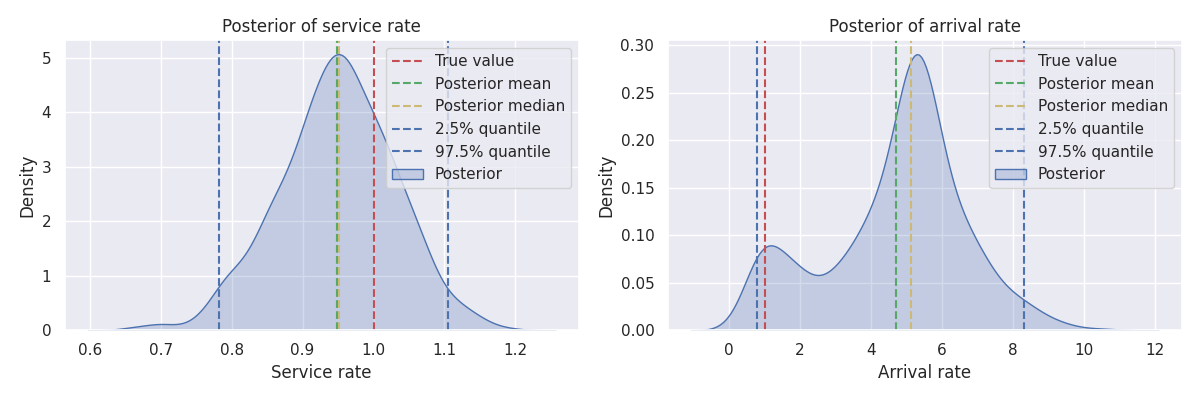 Posterior of service rate
5
4
3
2
1
0
Density
0.6 0.7 0.8 0.9 1.0 1.1 1.2
Service rate
True value
Posterior mean
Posterior median
2.5% quantile
97.5% quantile
Posterior
Posterior of arrival rate
0.30
0.25
0.20
0.15
0.10
0.05
0.00
Density
0 2 4 6 8 10 12
Arrival rate
True value
Posterior mean
Posterior median
2.5% quantile
97.5% quantile
Posterior